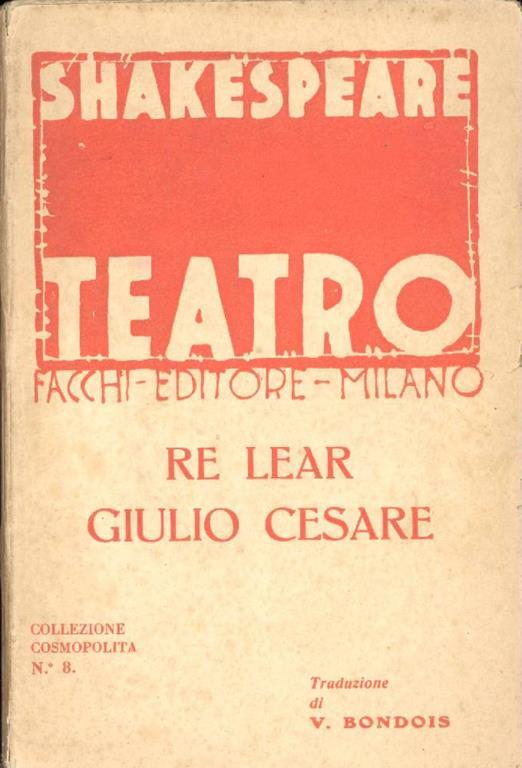 SHAKESPEARE
TEATRO
FACCHI-EDITORE-MILANO
RE LEAR
GIULIO CESARE
COLLEZIONE
COSMOPOLITA
N.° 8.
Traduzione
di
V. BONDOIS